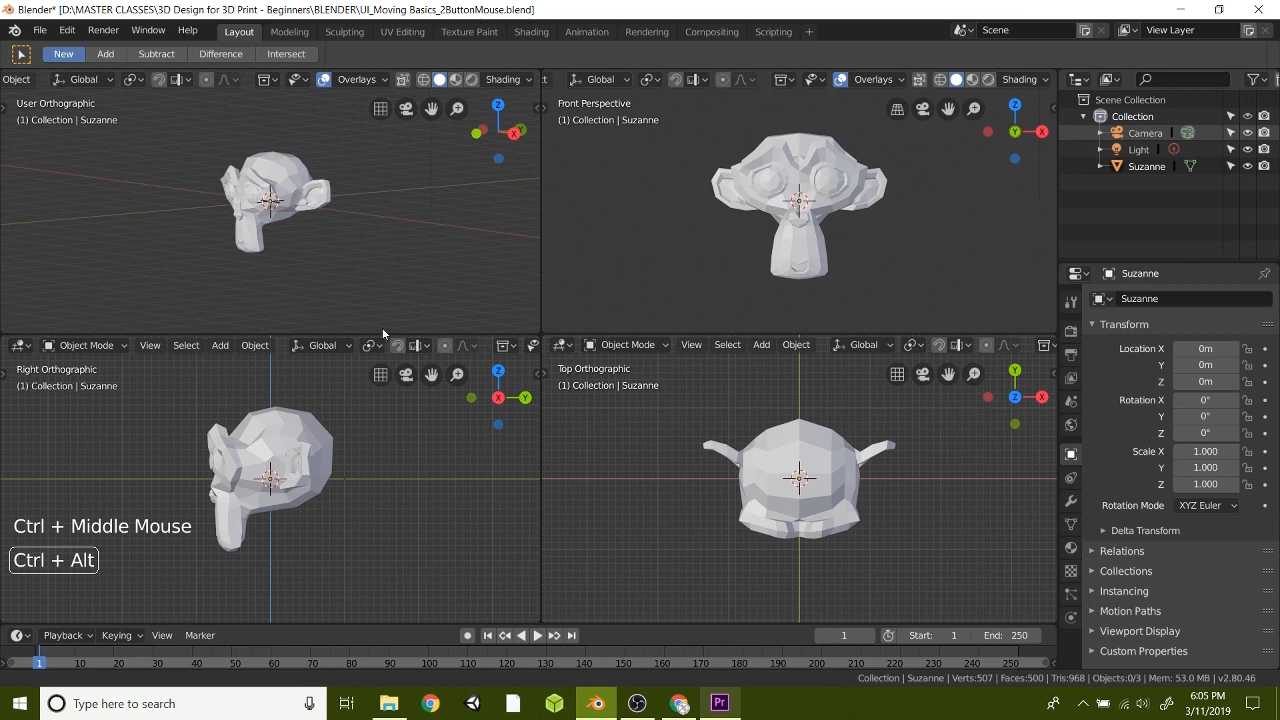 Blender* [D:\MASTER CLASSES\3D Design for 3D Print - Beginners\BLENDER\UI_Moving Basics_2ButtonMouse.blend]
File Edit Render Window Help Layout Modeling Sculpting UV Editing Texture Paint Shading Animation Rendering Compositing Scripting + Scene View Layer
New Add Subtract Difference Intersect
Object Global Overlays Shading
Global Overlays Shading
User Orthographic
(1) Collection | Suzanne
Z
Y
X
Front Perspective
(1) Collection | Suzanne
Z
Y
X
Scene Collection
Collection
Camera
Light
Suzanne
Object Mode View Select Add Object Global
Object Mode View Select Add Object Global
Right Orthographic
(1) Collection | Suzanne
Z
X
Y
Top Orthographic
(1) Collection | Suzanne
Y
Z
X
Ctrl + Middle Mouse
Ctrl + Alt
Suzanne
Suzanne
Transform
Location X 0m
Y 0m
Z 0m
Rotation X 0°
Y 0°
Z 0°
Scale X 1.000
Y 1.000
Z 1.000
Rotation Mode XYZ Euler
Delta Transform
Relations
Collections
Instancing
Motion Paths
Viewport Display
Custom Properties
Playback Keying View Marker 1 Start: 1 End: 250
1 10 20 30 40 50 60 70 80 90 100 110 120 130 140 150 160 170 180 190 200 210 220 230 240 250
Collection | Suzanne | Verts:507 | Faces:500 | Tris:968 | Objects:0/3 | Mem: 53.0 MB | v2.80.46
Type here to search
Pr
6:05 PM
3/11/2019